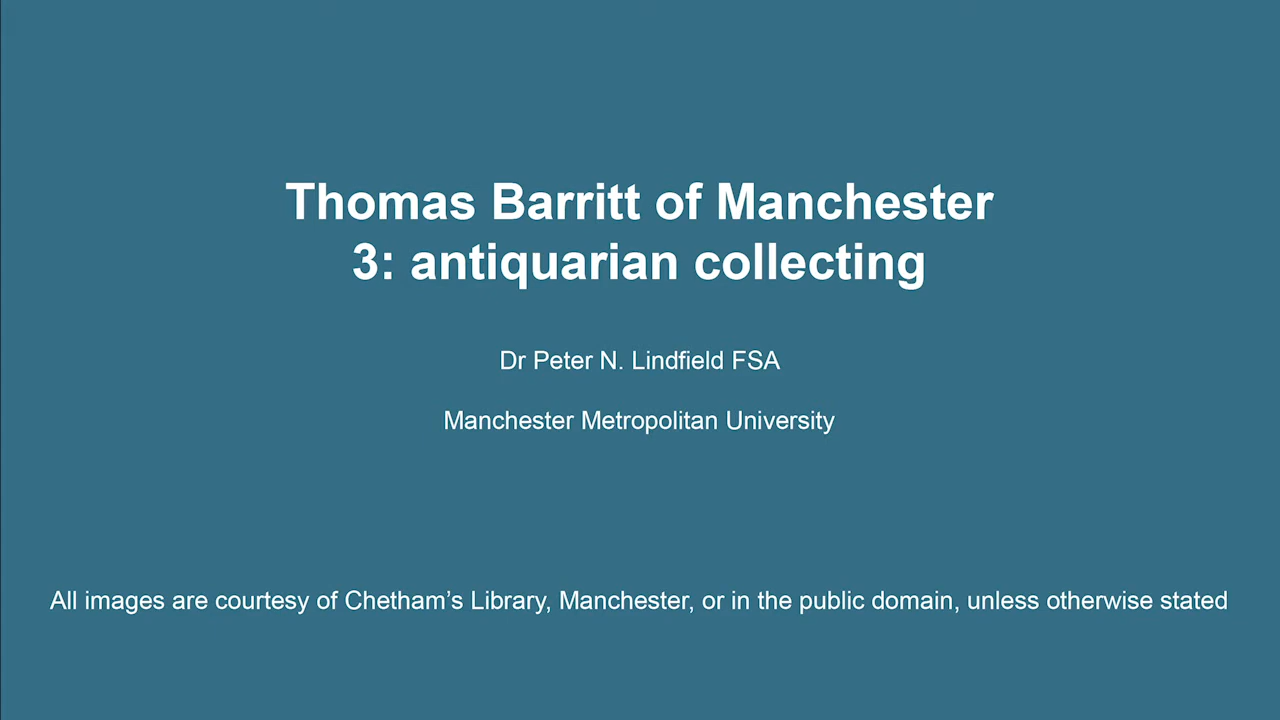 Thomas Barritt of Manchester
3: antiquarian collecting
Dr Peter N. Lindfield FSA
Manchester Metropolitan University
All images are courtesy of Chetham’s Library, Manchester, or in the public domain, unless otherwise stated